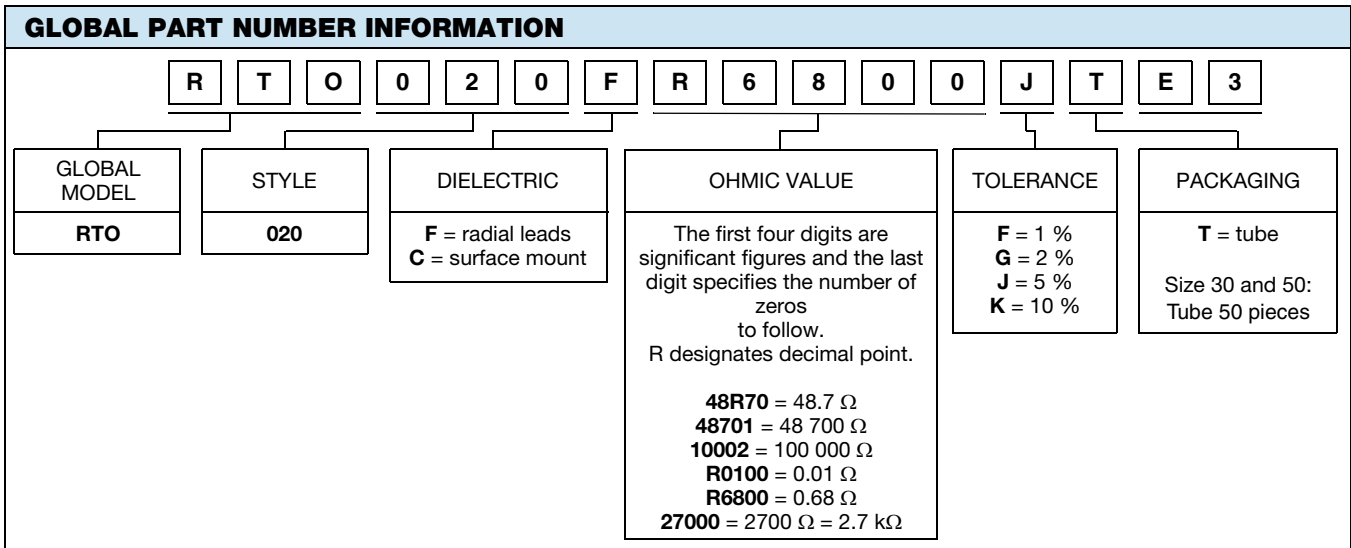 GLOBAL PART NUMBER INFORMATION
R T O 0 2 0 F R 6 8 0 0 J T E 3
GLOBAL
MODEL
RTO
STYLE
020
DIELECTRIC
F = radial leads
C = surface mount
OHMIC VALUE
The first four digits are
significant figures and the last
digit specifies the number of
zeros
to follow.
R designates decimal point.
48R70 = 48.7 Ω
48701 = 48 700 Ω
10002 = 100 000 Ω
R0100 = 0.01 Ω
R6800 = 0.68 Ω
27000 = 2700 Ω = 2.7 kΩ
TOLERANCE
F = 1 %
G = 2 %
J = 5 %
K = 10 %
PACKAGING
T = tube
Size 30 and 50:
Tube 50 pieces